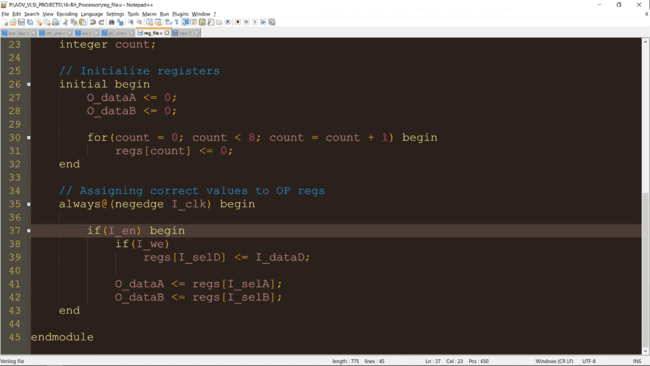 P:\ADV_VLSI_PROJECTS\16-Bit_Processor\reg_file.v - Notepad++
File Edit Search View Encoding Language Settings Tools Macro Run Plugins Window ?
reg_file.v
23 integer count;
24
25 // Initialize registers
26 initial begin
27 O_dataA <= 0;
28 O_dataB <= 0;
29
30 for(count = 0; count < 8; count = count + 1) begin
31 regs[count] <= 0;
32 end
33
34 // Assigning correct values to OP regs
35 always@(negedge I_clk) begin
36
37 if(I_en) begin
38 if(I_we)
39 regs[I_selD] <= I_dataD;
40
41 O_dataA <= regs[I_selA];
42 O_dataB <= regs[I_selB];
43 end
44
45 endmodule
Verilog file length : 775 lines : 45 Ln : 37 Col : 23 Pos : 650 Windows (CR LF) UTF-8 INS